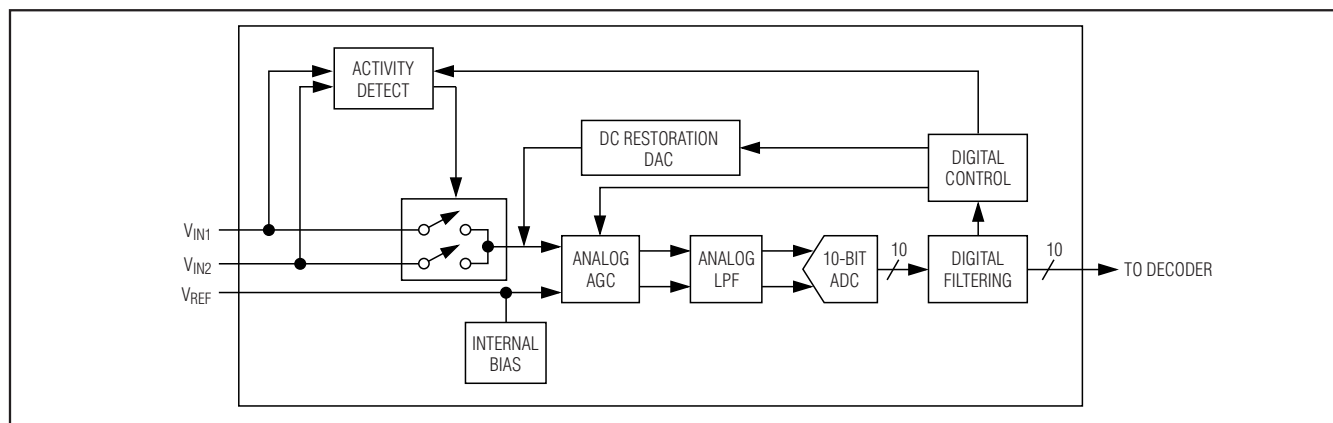 ACTIVITY
DETECT
DC RESTORATION
DAC
DIGITAL
CONTROL
VIN1
VIN2
VREF
ANALOG
AGC
ANALOG
LPF
10-BIT
ADC
10
DIGITAL
FILTERING
10
TO DECODER
INTERNAL
BIAS